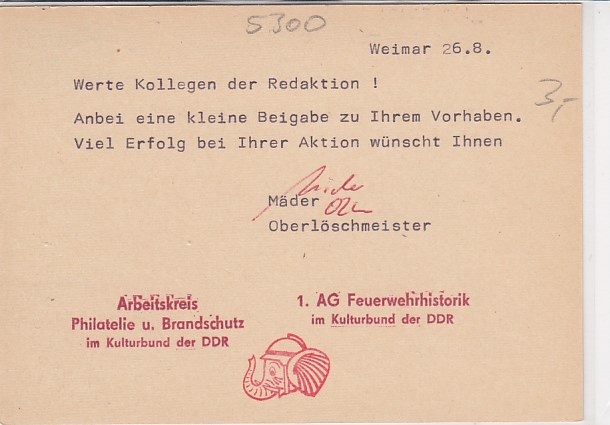 5300
Weimar 26.8.
Werte Kollegen der Redaktion !
3,-
Anbei eine kleine Beigabe zu Ihrem Vorhaben.
Viel Erfolg bei Ihrer Aktion wünscht Ihnen
Mäder
Oberlöschmeister
Arbeitskreis
Philatelie u. Brandschutz
im Kulturbund der DDR
1. AG Feuerwehrhistorik
im Kulturbund der DDR